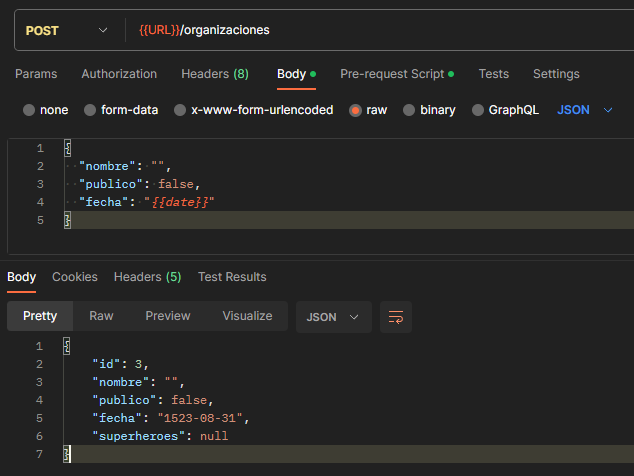 POST {{URL}}/organizaciones
Params Authorization Headers (8) Body Pre-request Script Tests Settings
none form-data x-www-form-urlencoded raw binary GraphQL JSON
1 {
2 "nombre": "",
3 "publico": false,
4 "fecha": "{{date}}"
5 }
Body Cookies Headers (5) Test Results
Pretty Raw Preview Visualize JSON
1 {
2 "id": 3,
3 "nombre": "",
4 "publico": false,
5 "fecha": "1523-08-31",
6 "superheroes": null
7 }